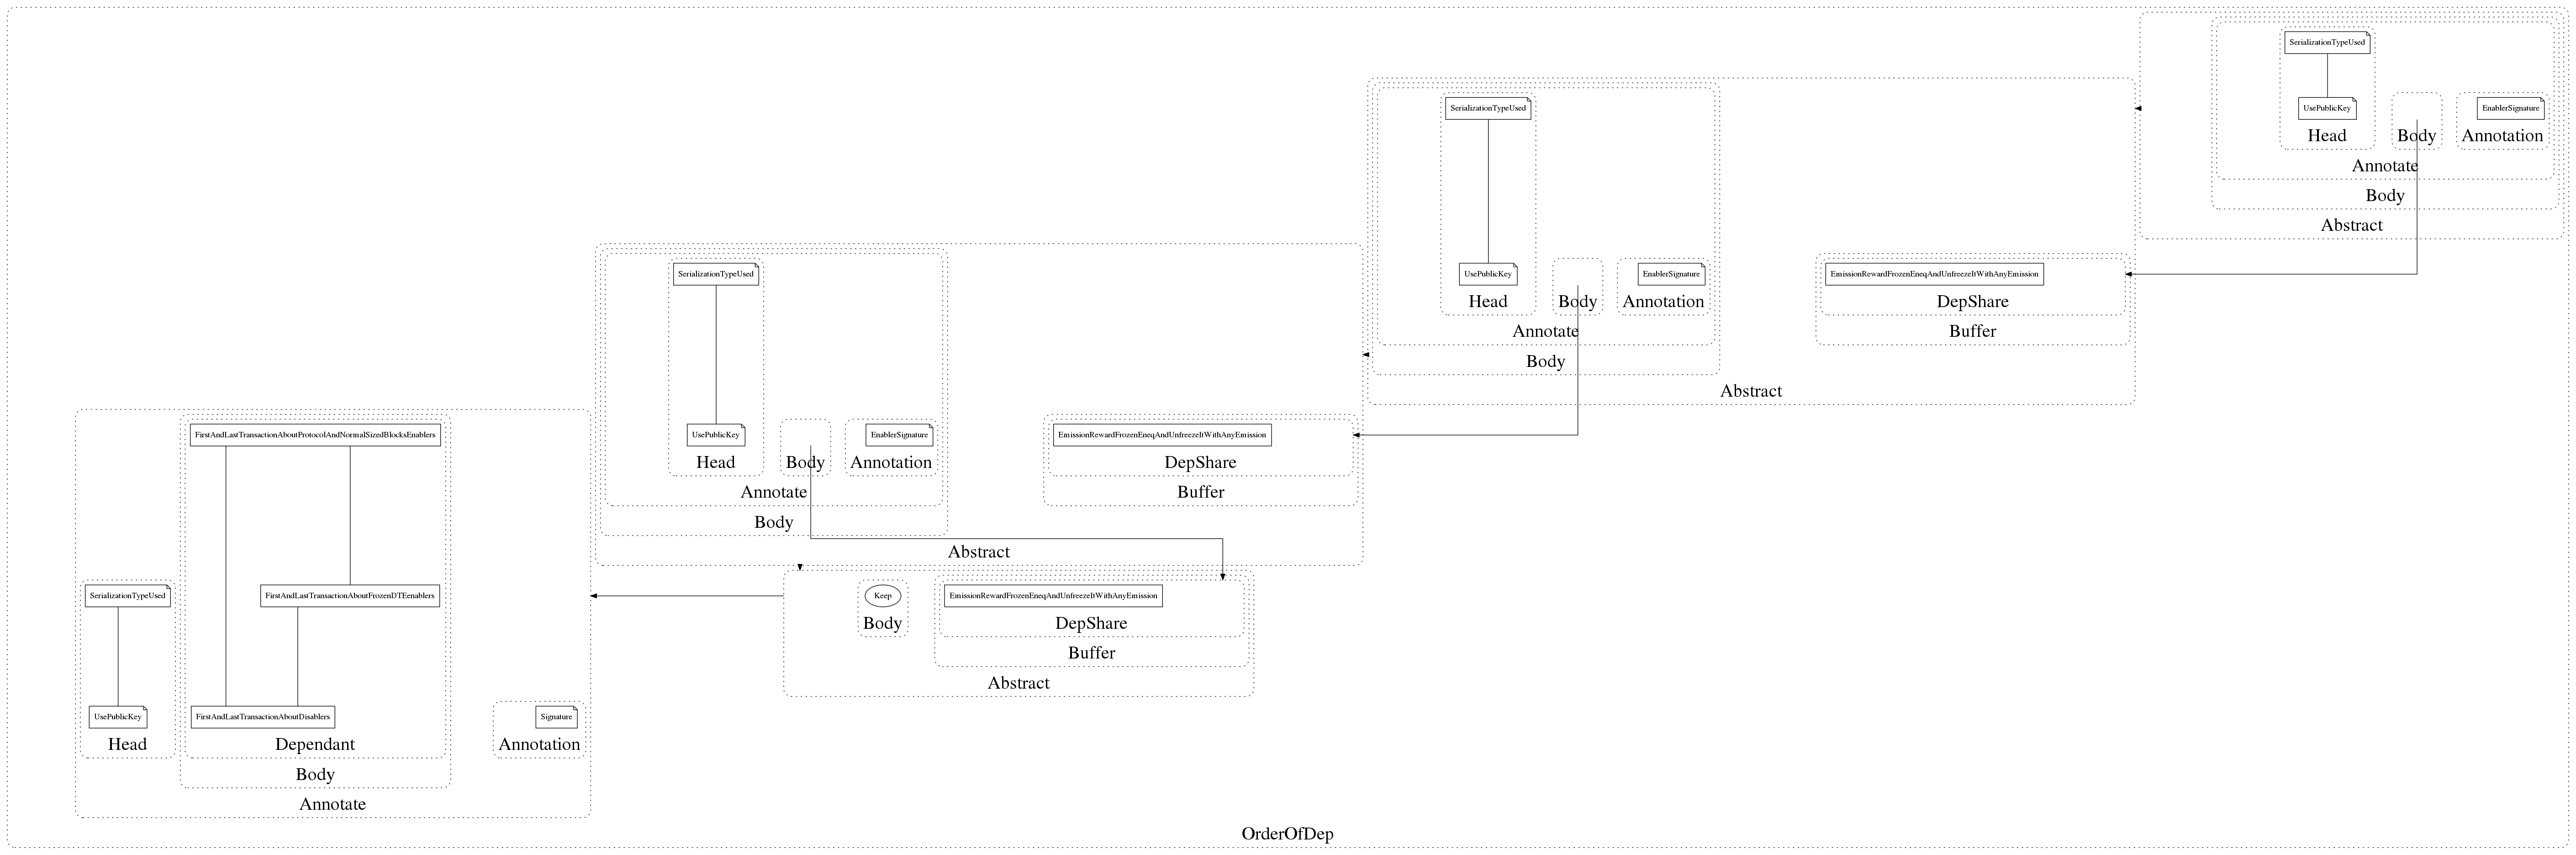 SerializationTypeUsed
UsePublicKey
Head
Body
EnablerSignature
Annotation
Annotate
Body
Abstract
SerializationTypeUsed
UsePublicKey
Head
Body
EnablerSignature
Annotation
Annotate
Body
EmissionRewardFrozenEneqAndUnfreezeItWithAnyEmission
DepShare
Buffer
Abstract
SerializationTypeUsed
UsePublicKey
Head
Body
EnablerSignature
Annotation
Annotate
Body
EmissionRewardFrozenEneqAndUnfreezeItWithAnyEmission
DepShare
Buffer
Abstract
Keep
Body
EmissionRewardFrozenEneqAndUnfreezeItWithAnyEmission
DepShare
Buffer
Abstract
SerializationTypeUsed
UsePublicKey
Head
FirstAndLastTransactionAboutProtocolAndNormalSizedBlocksEnablers
FirstAndLastTransactionAboutFrozenDTEenablers
FirstAndLastTransactionAboutDisablers
Dependant
Body
Signature
Annotation
Annotate
OrderOfDep